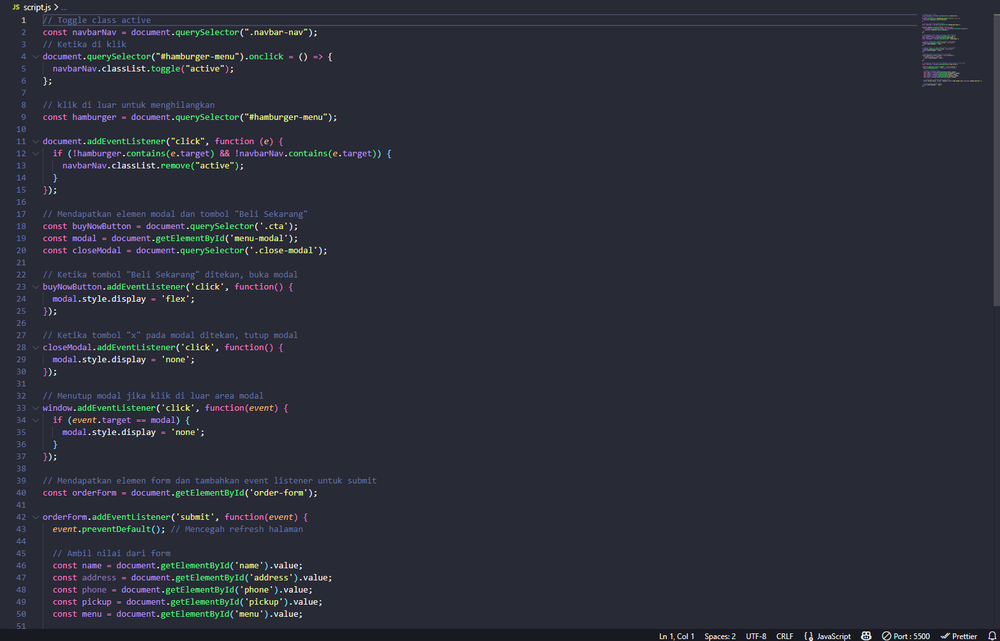 JS script.js > ...
1 // Toggle class active
2 const navbarNav = document.querySelector(".navbar-nav");
3 // Ketika di klik
4 document.querySelector("#hamburger-menu").onclick = () => {
5 navbarNav.classList.toggle("active");
6 };
7
8 // klik di luar untuk menghilangkan
9 const hamburger = document.querySelector("#hamburger-menu");
10
11 document.addEventListener("click", function (e) {
12 if (!hamburger.contains(e.target) && !navbarNav.contains(e.target)) {
13 navbarNav.classList.remove("active");
14 }
15 });
16
17 // Mendapatkan elemen modal dan tombol "Beli Sekarang"
18 const buyNowButton = document.querySelector('.cta');
19 const modal = document.getElementById('menu-modal');
20 const closeModal = document.querySelector('.close-modal');
21
22 // Ketika tombol "Beli Sekarang" ditekan, buka modal
23 buyNowButton.addEventListener('click', function() {
24 modal.style.display = 'flex';
25 });
26
27 // Ketika tombol "x" pada modal ditekan, tutup modal
28 closeModal.addEventListener('click', function() {
29 modal.style.display = 'none';
30 });
31
32 // Menutup modal jika klik di luar area modal
33 window.addEventListener('click', function(event) {
34 if (event.target == modal) {
35 modal.style.display = 'none';
36 }
37 });
38
39 // Mendapatkan elemen form dan tambahkan event listener untuk submit
40 const orderForm = document.getElementById('order-form');
41
42 orderForm.addEventListener('submit', function(event) {
43 event.preventDefault(); // Mencegah refresh halaman
44
45 // Ambil nilai dari form
46 const name = document.getElementById('name').value;
47 const address = document.getElementById('address').value;
48 const phone = document.getElementById('phone').value;
49 const pickup = document.getElementById('pickup').value;
50 const menu = document.getElementById('menu').value;
51
Ln 1, Col 1 Spaces: 2 UTF-8 CRLF {} JavaScript Port : 5500 Prettier